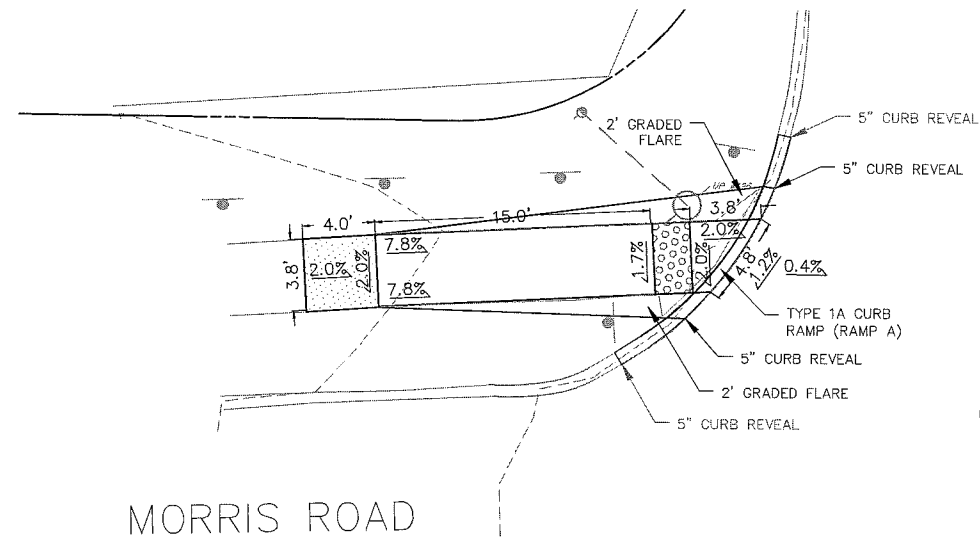 5" CURB REVEAL
2' GRADED
FLARE
5" CURB REVEAL
UP
4.0'
15.0'
3.8'
7.8%
2.0%
3.8'
2.0%
2.0%
1.7%
2.0%
4.8'
1.2%
0.4%
7.8%
TYPE 1A CURB
RAMP (RAMP A)
5" CURB REVEAL
2' GRADED FLARE
5" CURB REVEAL
MORRIS ROAD